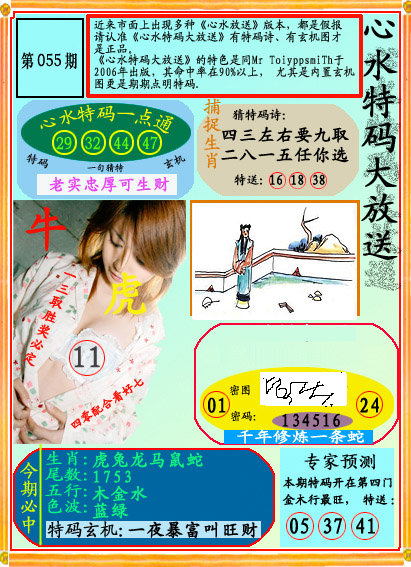 第055期
近来市面上出现多种《心水放送》版本，都是假报
请认准《心水特码大放送》有特码诗、有玄机图才
是正品。
《心水特码大放送》的特色是同Mr ToiyppsmiTh于
2006年出版，其命中率在90%以上， 尤其是内置玄机
图更是期期点明特码。
心水特码大放送
心水特码一点通
29 32 44 47
特码 一句猜特 玄机
老实忠厚可生财
捕捉生肖
猜特码诗:
四三左右要九取
二八一五任你选
特送: 16 18 38
牛
虎
一三取胜奖必定
11
四零配合看好七
密图
01
24
密码:
134516
千年修炼一条蛇
今期必中
生肖: 虎兔龙马鼠蛇
尾数: 1753
五行: 木金水
色波: 蓝绿
特码玄机: 一夜暴富叫旺财
专家预测
本期特码开在第四门
金木行最旺， 特送:
05 37 41